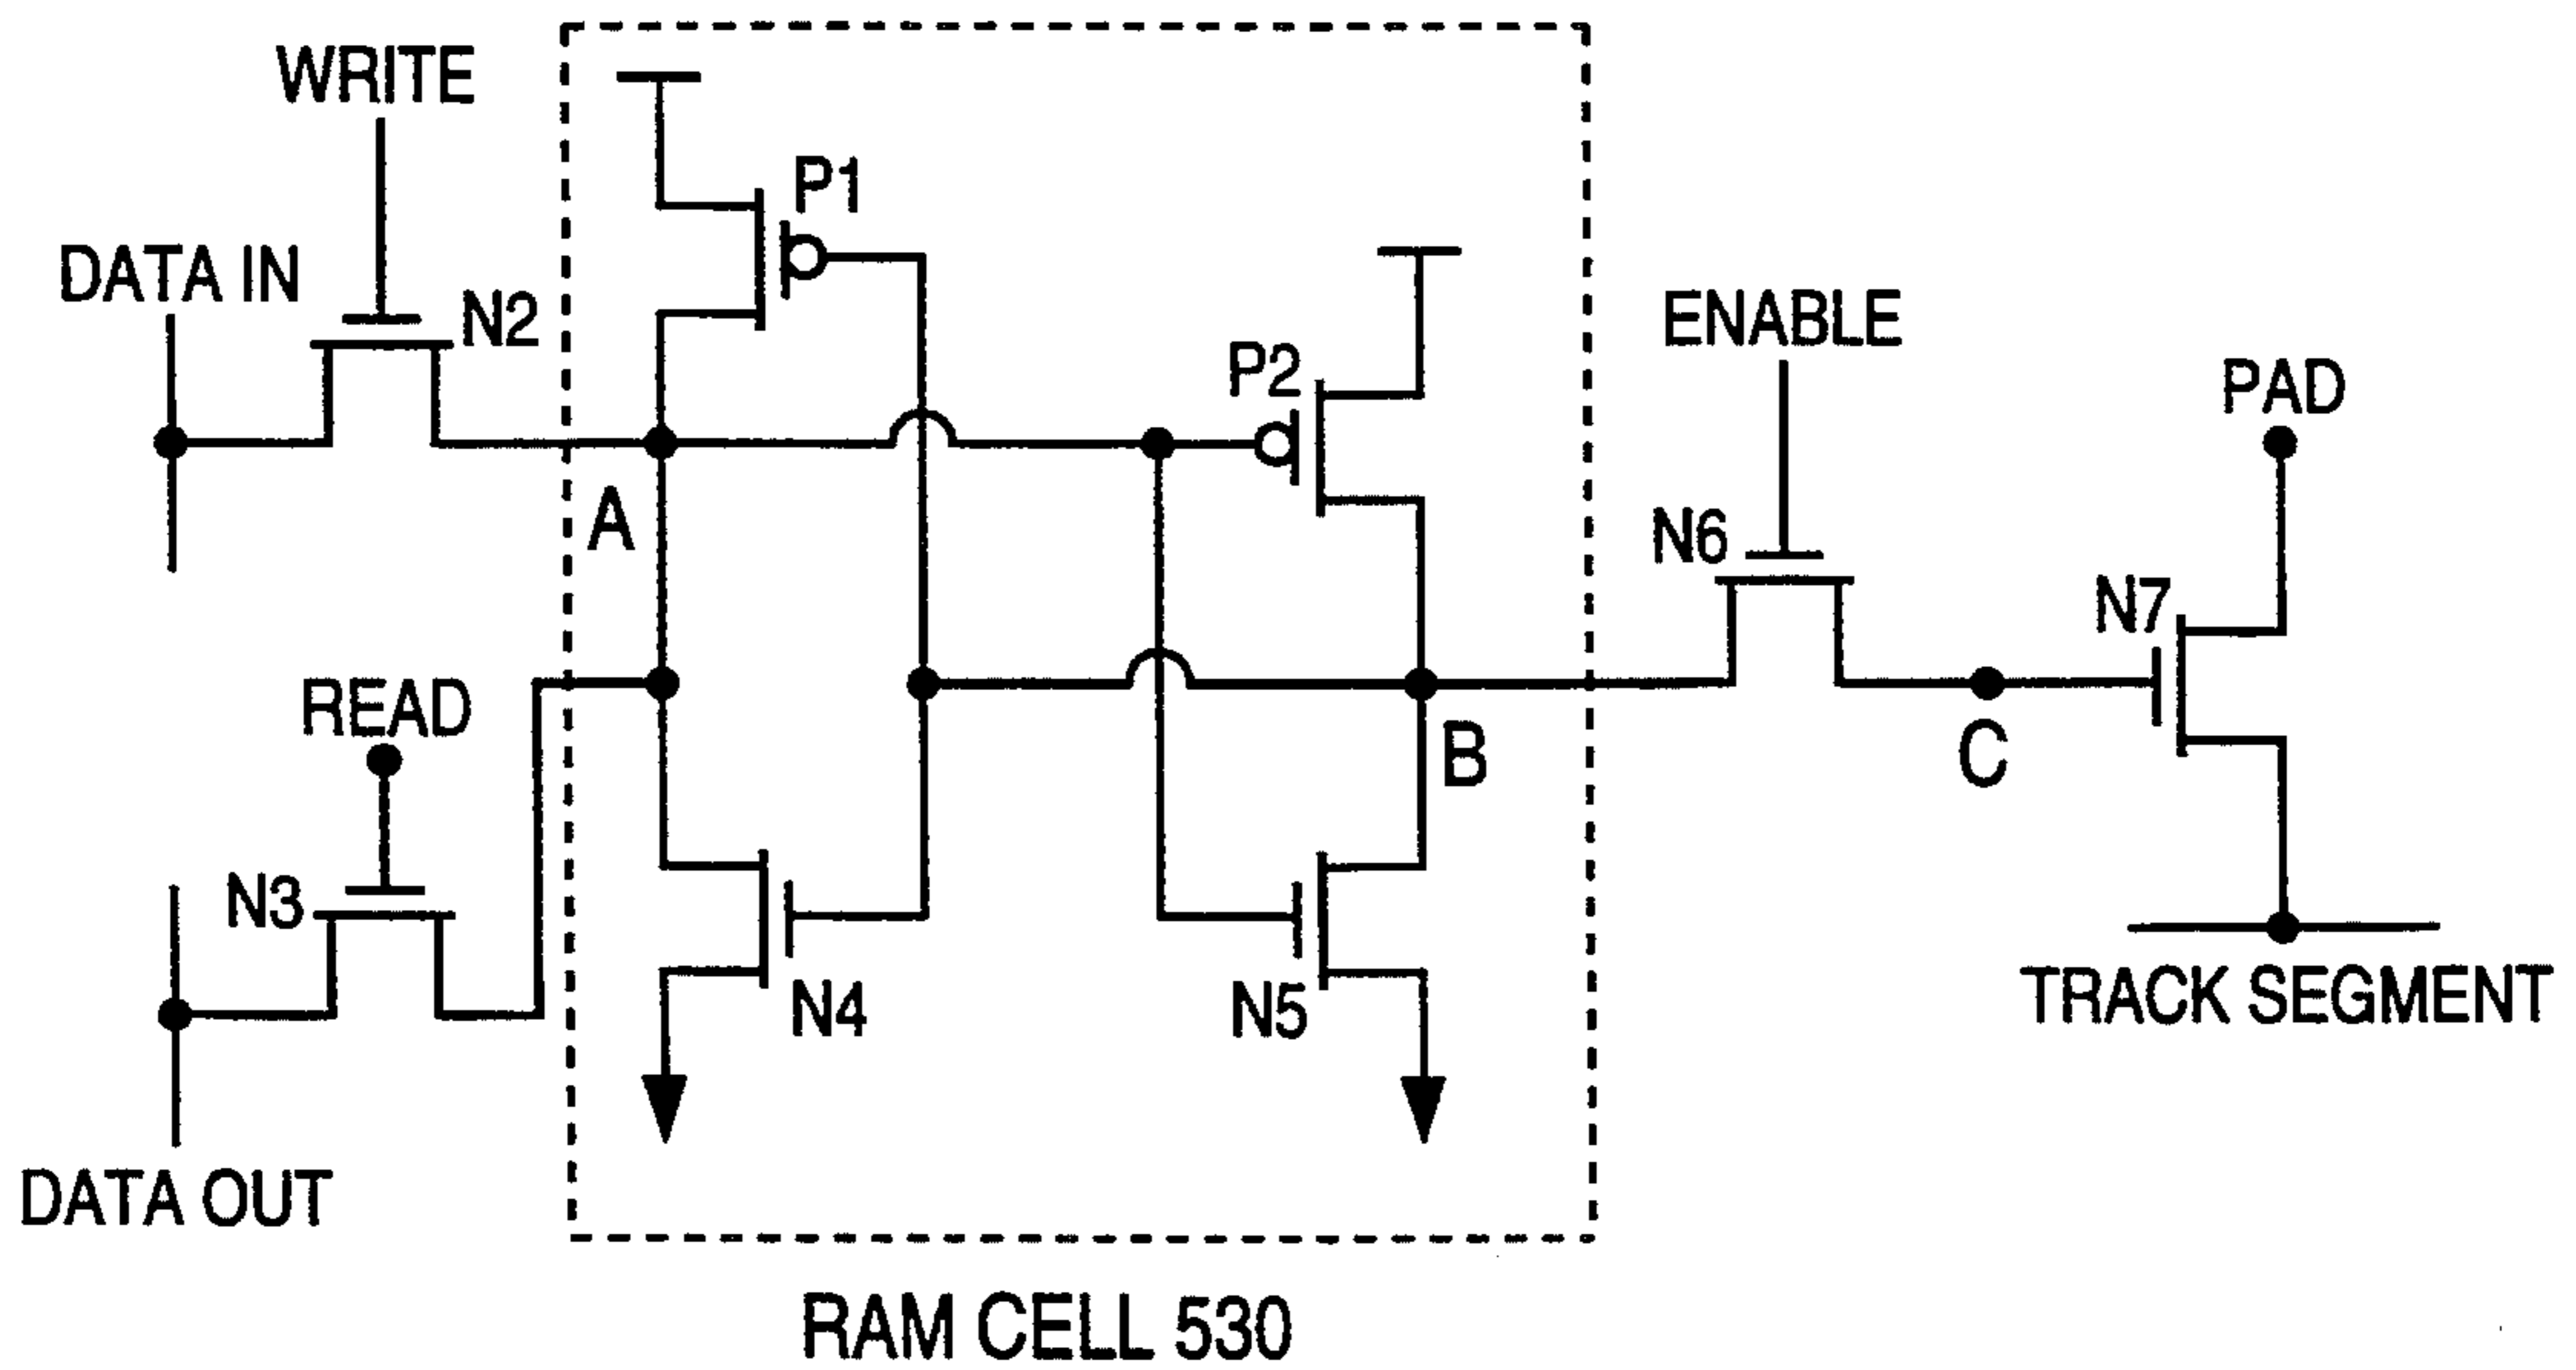 WRITE
P1
DATA IN
N2
ENABLE
P2
PAD
A
N6
N7
READ
B
C
N3
N4
N5
TRACK SEGMENT
DATA OUT
RAM CELL 530